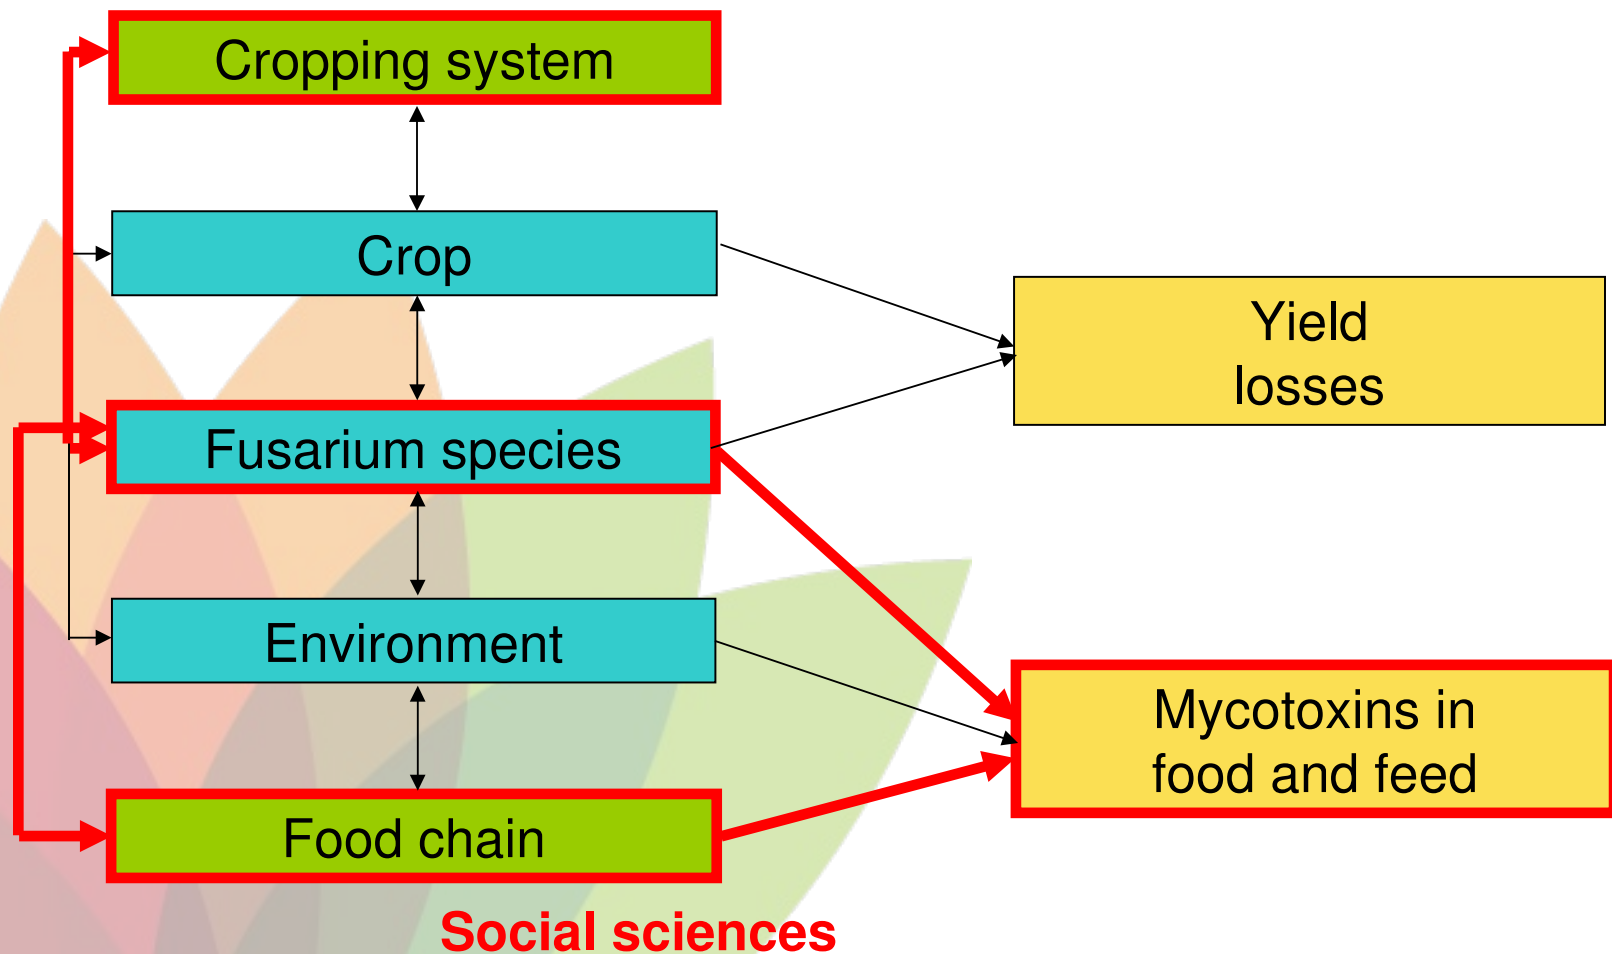 Cropping system
Crop
Yield
losses
Fusarium species
Environment
Mycotoxins in
food and feed
Food chain
Social sciences